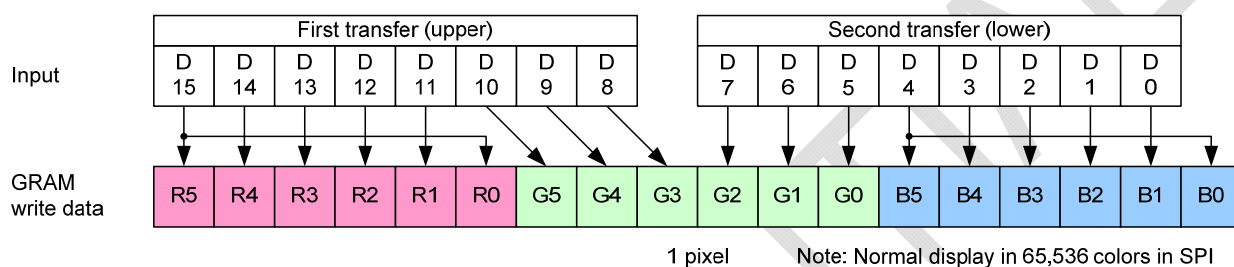 First transfer (upper) Second transfer (lower)
Input D 15 D 14 D 13 D 12 D 11 D 10 D 9 D 8 D 7 D 6 D 5 D 4 D 3 D 2 D 1 D 0
GRAM
write data R5 R4 R3 R2 R1 R0 G5 G4 G3 G2 G1 G0 B5 B4 B3 B2 B1 B0
1 pixel Note: Normal display in 65,536 colors in SPI